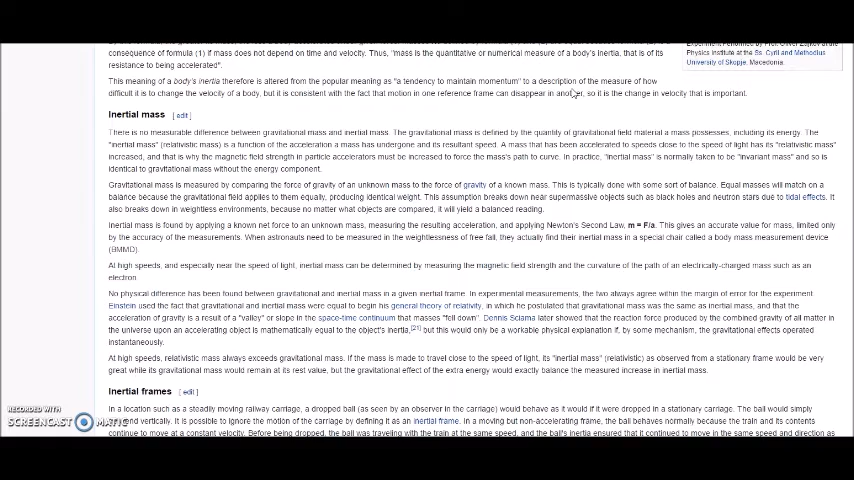 consequence of formula (1) if mass does not depend on time and velocity. Thus, "mass is the quantitative or numerical measure of a body's inertia, that is of its
resistance to being accelerated".
Physics institute at the Ss. Cyril and Methodius
University of Skopje, Macedonia.
This meaning of a body's inertia therefore is altered from the popular meaning as "a tendency to maintain momentum" to a description of the measure of how
difficult it is to change the velocity of a body, but it is consistent with the fact that motion in one reference frame can disappear in another, so it is the change in velocity that is important.
Inertial mass [ edit ]
There is no measurable difference between gravitational mass and inertial mass. The gravitational mass is defined by the quantity of gravitational field material a mass possesses, including its energy. The
"inertial mass" (relativistic mass) is a function of the acceleration a mass has undergone and its resultant speed. A mass that has been accelerated to speeds close to the speed of light has its "relativistic mass"
increased, and that is why the magnetic field strength in particle accelerators must be increased to force the mass's path to curve. In practice, "inertial mass" is normally taken to be "invariant mass" and so is
identical to gravitational mass without the energy component.
Gravitational mass is measured by comparing the force of gravity of an unknown mass to the force of gravity of a known mass. This is typically done with some sort of balance. Equal masses will match on a
balance because the gravitational field applies to them equally, producing identical weight. This assumption breaks down near supermassive objects such as black holes and neutron stars due to tidal effects. It
also breaks down in weightless environments, because no matter what objects are compared, it will yield a balanced reading.
Inertial mass is found by applying a known net force to an unknown mass, measuring the resulting acceleration, and applying Newton's Second Law, m = F/a. This gives an accurate value for mass, limited only
by the accuracy of the measurements. When astronauts need to be measured in the weightlessness of free fall, they actually find their inertial mass in a special chair called a body mass measurement device
(BMMD).
At high speeds, and especially near the speed of light, inertial mass can be determined by measuring the magnetic field strength and the curvature of the path of an electrically-charged mass such as an
electron.
No physical difference has been found between gravitational and inertial mass in a given inertial frame. In experimental measurements, the two always agree within the margin of error for the experiment.
Einstein used the fact that gravitational and inertial mass were equal to begin his general theory of relativity, in which he postulated that gravitational mass was the same as inertial mass, and that the
acceleration of gravity is a result of a "valley" or slope in the space-time continuum that masses "fell down". Dennis Sciama later showed that the reaction force produced by the combined gravity of all matter in
the universe upon an accelerating object is mathematically equal to the object's inertia,[21] but this would only be a workable physical explanation if, by some mechanism, the gravitational effects operated
instantaneously.
At high speeds, relativistic mass always exceeds gravitational mass. If the mass is made to travel close to the speed of light, its "inertial mass" (relativistic) as observed from a stationary frame would be very
great while its gravitational mass would remain at its rest value, but the gravitational effect of the extra energy would exactly balance the measured increase in inertial mass.
Inertial frames [ edit ]
In a location such as a steadily moving railway carriage, a dropped ball (as seen by an observer in the carriage) would behave as it would if it were dropped in a stationary carriage. The ball would simply
vertically. It is possible to ignore the motion of the carriage by defining it as an inertial frame. In a moving but non-accelerating frame, the ball behaves normally because the train and its contents
continue to move at a constant velocity. Before being dropped, the ball was traveling with the train at the same speed, and the ball's inertia ensured that it continued to move in the same speed and direction as
RECORDED WITH
SCREENCAST MATIC